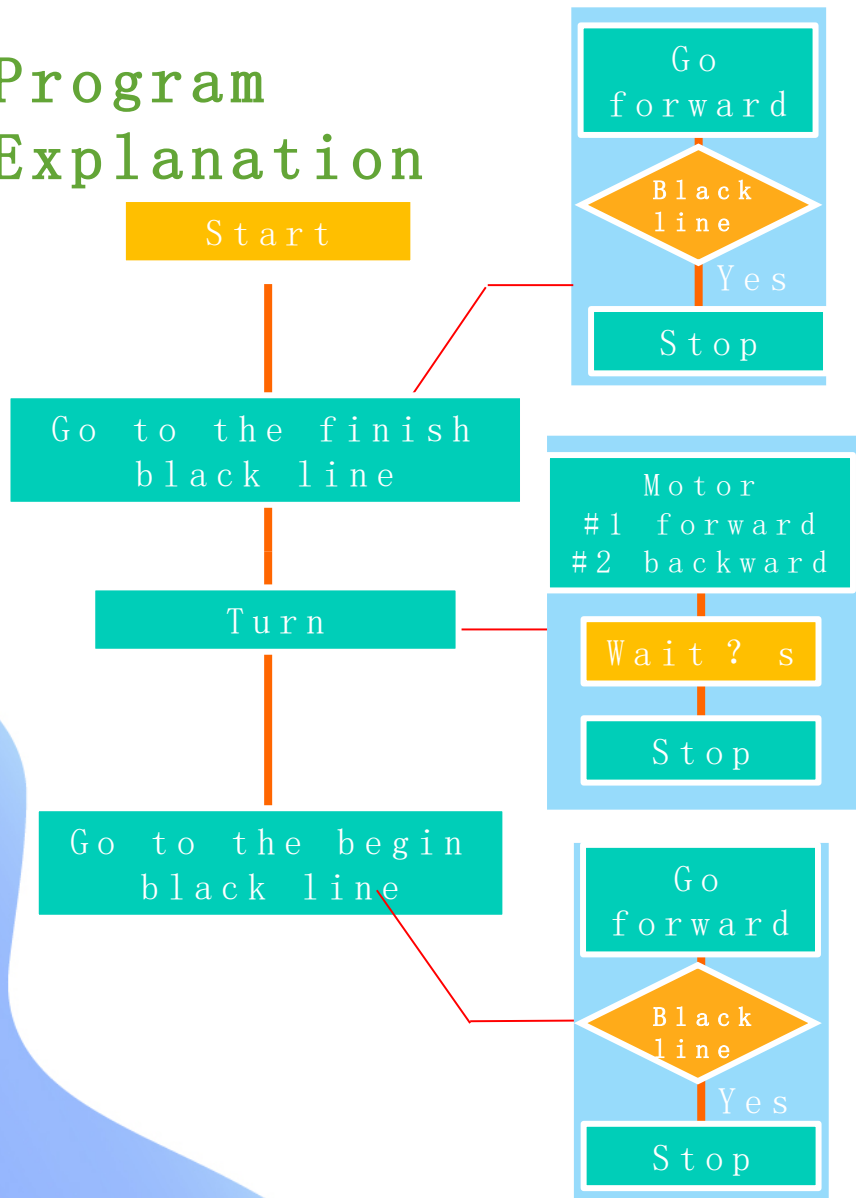 Program
Explanation
Start
Go to the finish
black line
Turn
Go to the begin
black line
Go
forward
Black
line
Yes
Stop
Motor
#1 forward
#2 backward
Wait？ s
Stop
Go
forward
Black
line
Yes
Stop